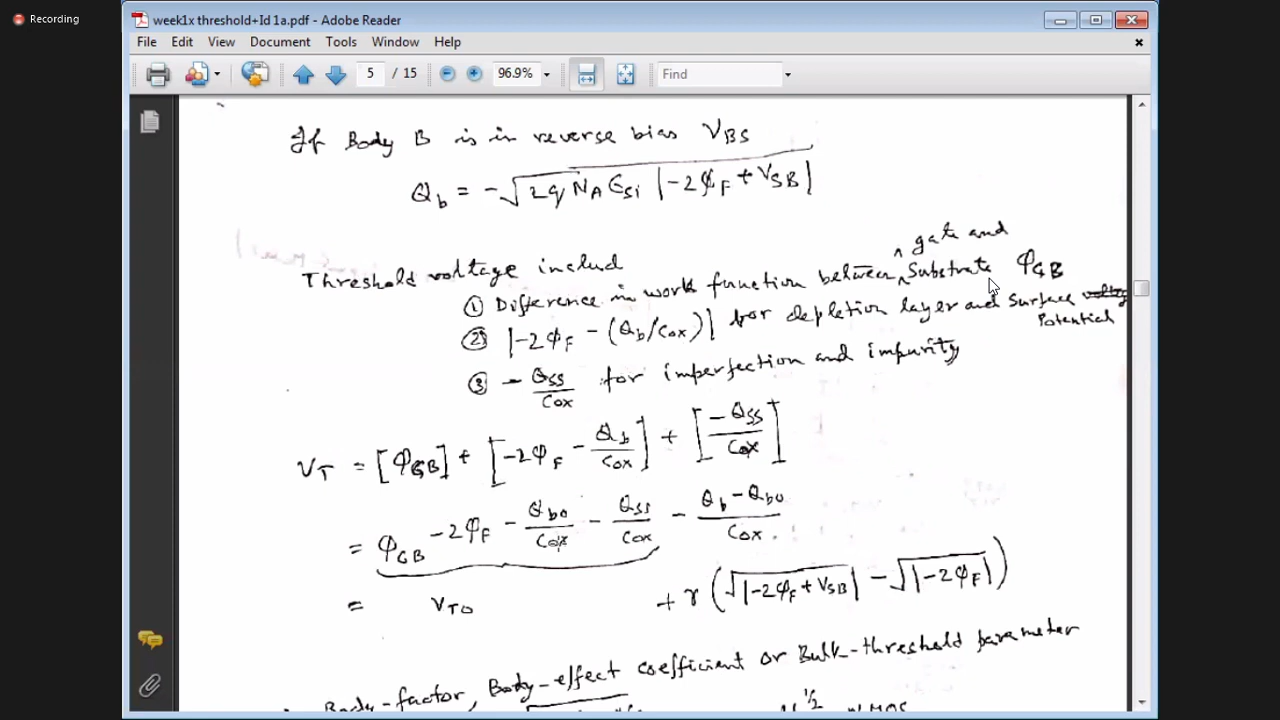 Recording
week1x threshold+Id 1a.pdf - Adobe Reader
File Edit View Document Tools Window Help
5 / 15 96.9% Find
If Body B is in reverse bias VBS
Qb = -√(2q NA ϵsi |-2φF + VSB|)
Threshold voltage includ
① Difference in work function between gate and Substrate φGB
② |-2φF - (Qb/Cox)| for depletion layer and Surface Potential
③ - Qss/Cox for imperfection and impurity
VT = [φGB] + [-2φF - Qb/Cox] + [-Qss/Cox]
= φGB - 2φF - Qb0/Cox - Qss/Cox - (Qb - Qb0)/Cox.
= VT0 + γ(√|-2φF + VSB| - √|-2φF|)
Body-factor, Body-effect coefficient or Bulk-threshold parameter